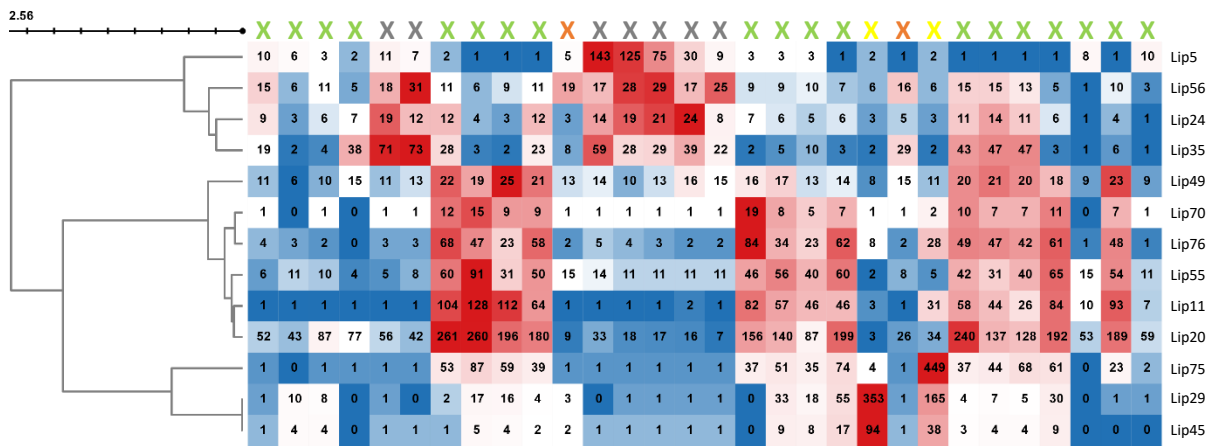 2.56
X X X X X X X X X X X X X X X X X X X X X X X X X X X X X X
10 6 3 2 11 7 2 1 1 1 5 143 125 75 30 9 3 3 3 1 2 1 2 1 1 1 1 8 1 10 Lip5
15 6 11 5 18 31 11 6 9 11 19 17 28 29 17 25 9 9 10 7 6 16 6 15 15 13 5 1 10 3 Lip56
9 3 6 7 19 12 12 4 3 12 3 14 19 21 24 8 7 6 5 6 3 5 3 11 14 11 6 1 4 1 Lip24
19 2 4 38 71 73 28 3 2 23 8 59 28 29 39 22 2 5 10 3 2 29 2 43 47 47 3 1 6 1 Lip35
11 6 10 15 11 13 22 19 25 21 13 14 10 13 16 15 16 17 13 14 8 15 11 20 21 20 18 9 23 9 Lip49
1 0 1 0 1 1 12 15 9 9 1 1 1 1 1 1 19 8 5 7 1 1 2 10 7 7 11 0 7 1 Lip70
4 3 2 0 3 3 68 47 23 58 2 5 4 3 2 2 84 34 23 62 8 2 28 49 47 42 61 1 48 1 Lip76
6 11 10 4 5 8 60 91 31 50 15 14 11 11 11 11 46 56 40 60 2 8 5 42 31 40 65 15 54 11 Lip55
1 1 1 1 1 1 104 128 112 64 1 1 1 1 2 1 82 57 46 46 3 1 31 58 44 26 84 10 93 7 Lip11
52 43 87 77 56 42 261 260 196 180 9 33 18 17 16 7 156 140 87 199 3 26 34 240 137 128 192 53 189 59 Lip20
1 0 1 1 1 1 53 87 59 39 1 1 1 1 1 1 37 51 35 74 4 1 449 37 44 68 61 0 23 2 Lip75
1 10 8 0 1 0 2 17 16 4 3 0 1 1 1 1 0 33 18 55 353 1 165 4 7 5 30 0 1 1 Lip29
1 4 4 0 1 1 1 5 4 2 2 1 1 1 1 1 0 9 8 17 94 1 38 3 4 4 9 0 0 0 Lip45